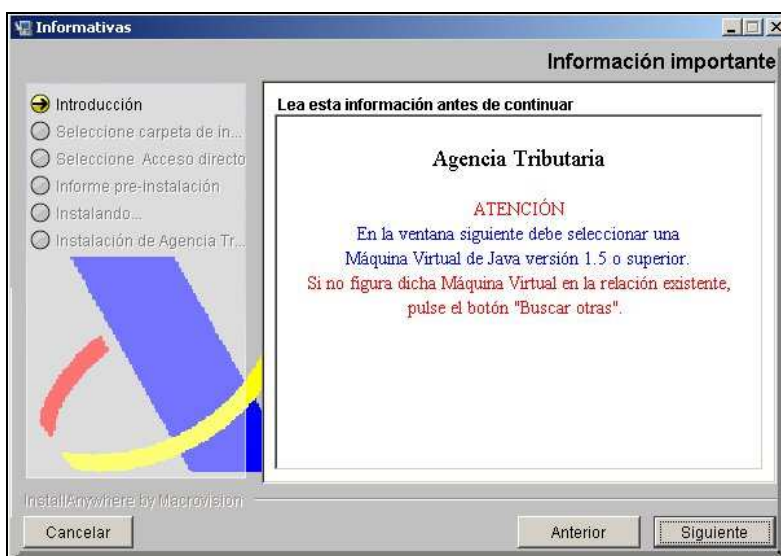 Informativas
Información importante
Introducción
Seleccione carpeta de in...
Seleccione Acceso directo
Informe pre-instalación
Instalando...
Instalación de Agencia Tr...
Lea esta información antes de continuar
Agencia Tributaria
ATENCIÓN
En la ventana siguiente debe seleccionar una
Máquina Virtual de Java versión 1.5 o superior.
Si no figura dicha Máquina Virtual en la relación existente,
pulse el botón "Buscar otras".
InstallAnywhere by Macrovision
Cancelar
Anterior
Siguiente